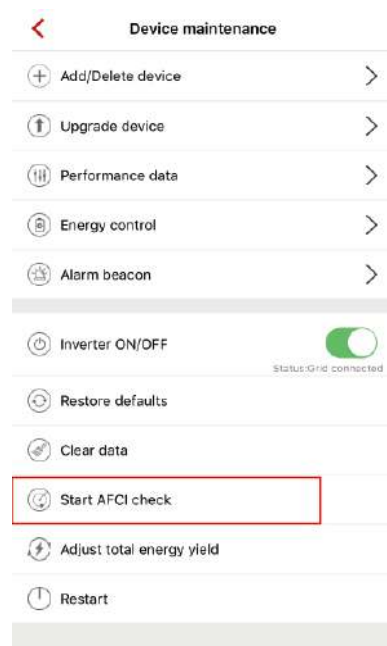 Device maintenance
Add/Delete device
Upgrade device
Performance data
Energy control
Alarm beacon
Inverter ON/OFF
Status:Grid connected
Restore defaults
Clear data
Start AFCI check
Adjust total energy yield
Restart